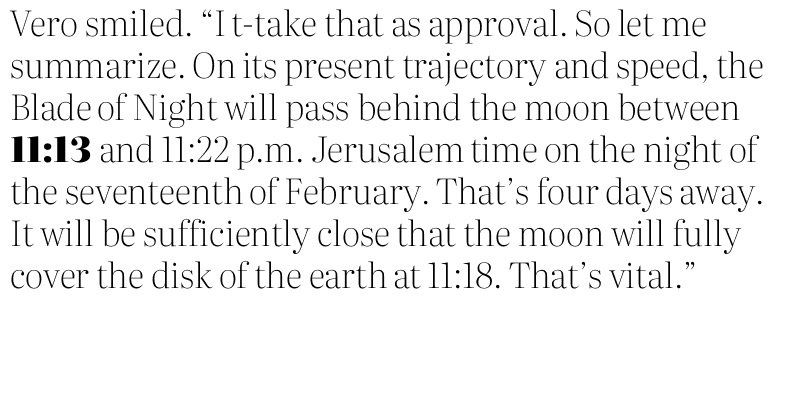 Vero smiled. “I t-take that as approval. So let me
summarize. On its present trajectory and speed, the
Blade of Night will pass behind the moon between
11:13 and 11:22 p.m. Jerusalem time on the night of
the seventeenth of February. That’s four days away.
It will be sufficiently close that the moon will fully
cover the disk of the earth at 11:18. That’s vital.”